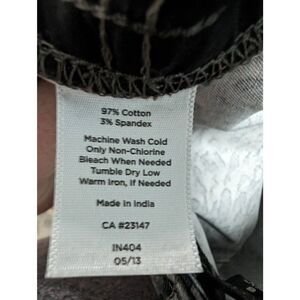 97% Cotton
3% Spandex
Machine Wash Cold
Only Non-Chlorine
Bleach When Needed
Tumble Dry Low
Warm Iron, If Needed
Made in India
CA #23147
IN404
05/13